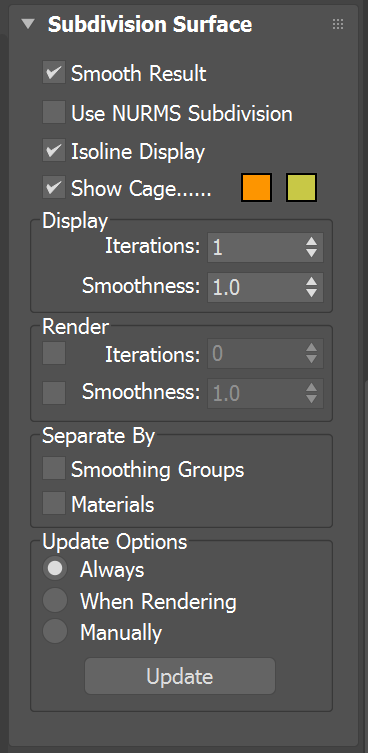 Subdivision Surface
Smooth Result
Use NURMS Subdivision
Isoline Display
Show Cage......
Display
Iterations: 1
Smoothness: 1.0
Render
Iterations: 0
Smoothness: 1.0
Separate By
Smoothing Groups
Materials
Update Options
Always
When Rendering
Manually
Update